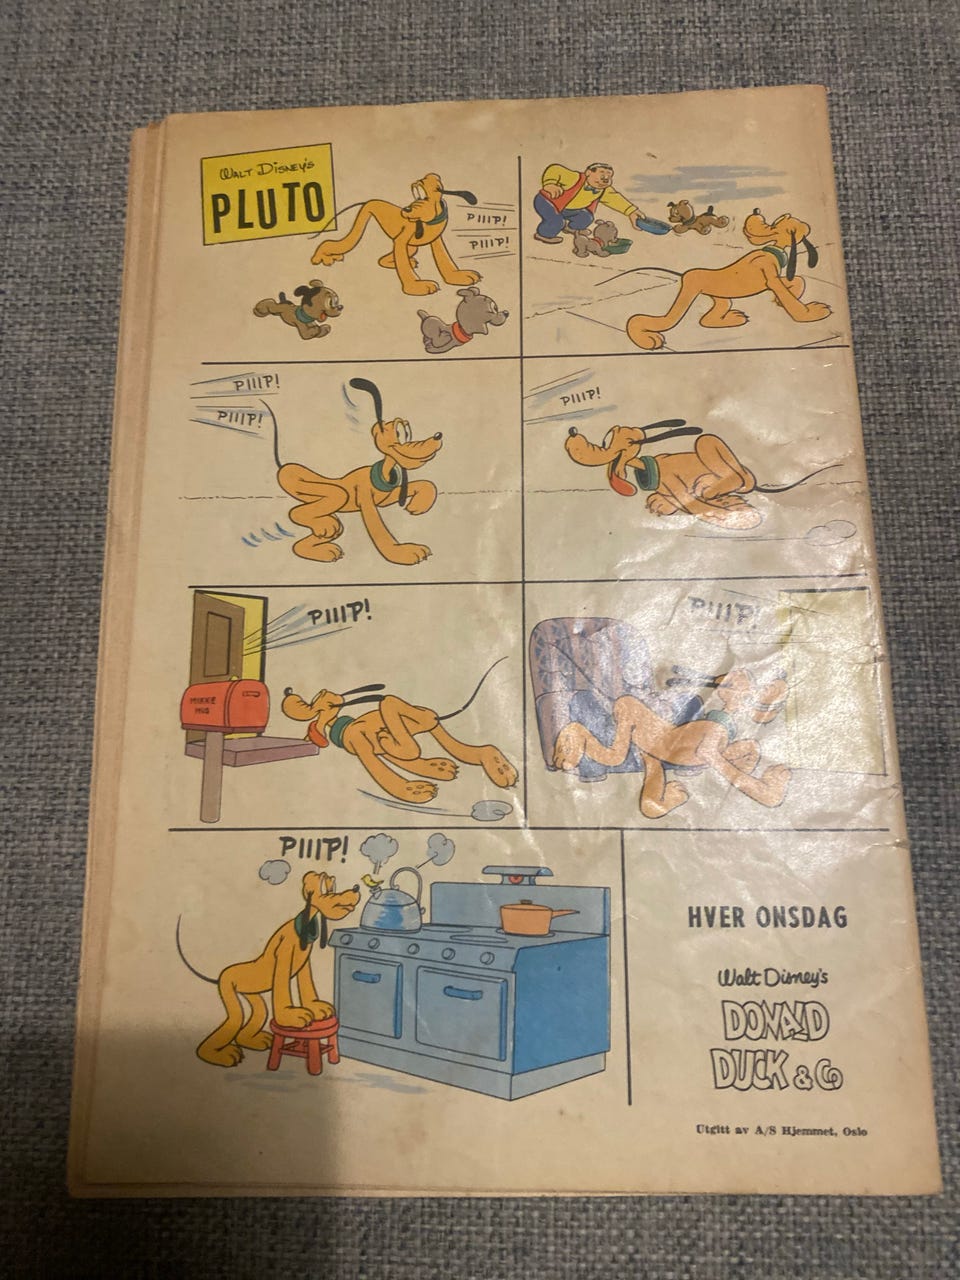 WALT DISNEY'S
PLUTO
PIIIP!
PIIIP!
PIIIP!
PIIIP!
PIIIP!
PIIIP!
MIKKE
MUS
PIIIP!
PIIIP!
HVER ONSDAG
Walt Disney's
DONALD
DUCK & Co
Utgitt av A/S Hjemmet, Oslo